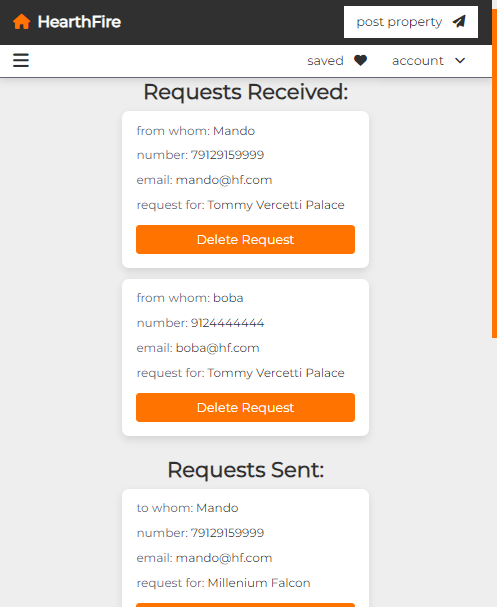 HearthFire
post property
saved
account
Requests Received:
from whom: Mando
number: 79129159999
email: mando@hf.com
request for: Tommy Vercetti Palace
Delete Request
from whom: boba
number: 9124444444
email: boba@hf.com
request for: Tommy Vercetti Palace
Delete Request
Requests Sent:
to whom: Mando
number: 79129159999
email: mando@hf.com
request for: Millenium Falcon